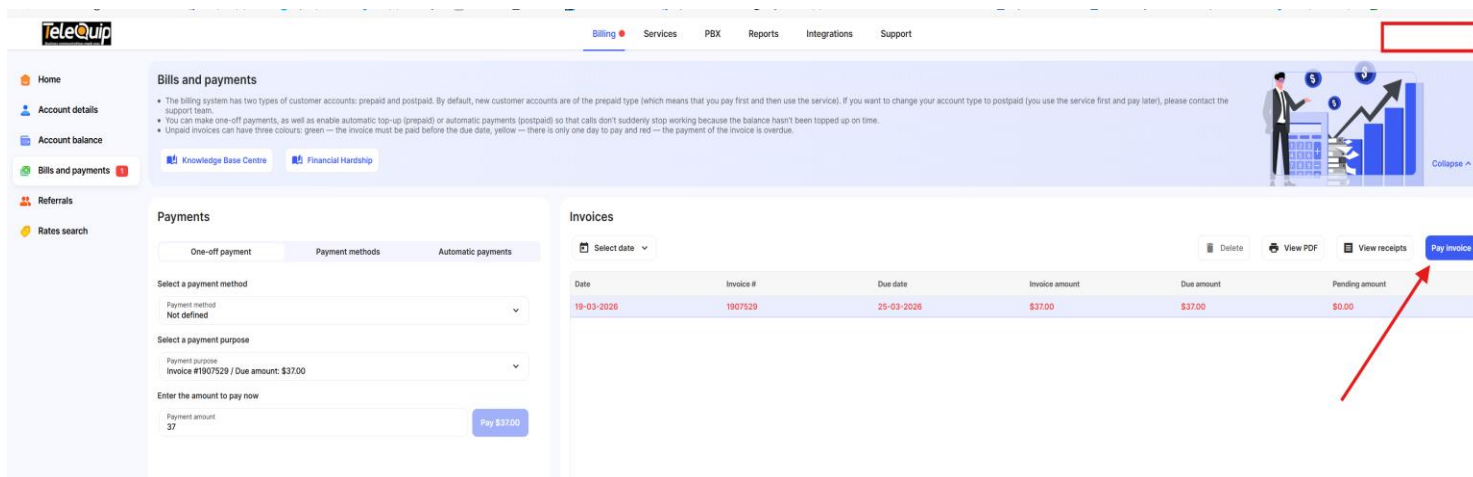 TeleQuip
Billing
Services
PBX
Reports
Integrations
Support
Home
Account details
Account balance
Bills and payments 1
Referrals
Rates search
Bills and payments
• The billing system has two types of customer accounts: prepaid and postpaid. By default, new customer accounts are of the prepaid type (which means that you pay first and then use the service). If you want to change your account type to postpaid (you use the service first and pay later), please contact the
support team.
• You can make one-off payments, as well as enable automatic top-up (prepaid) or automatic payments (postpaid) so that calls don't suddenly stop working because the balance hasn't been topped up on time.
• Unpaid invoices can have three colours: green — the invoice must be paid before the due date, yellow — there is only one day to pay and red — the payment of the invoice is overdue.
Knowledge Base Centre
Financial Hardship
Collapse
Payments
One-off payment
Payment methods
Automatic payments
Select a payment method
Payment method
Not defined
Select a payment purpose
Payment purpose
Invoice #1907529 / Due amount: $37.00
Enter the amount to pay now
Payment amount
37
Pay $37.00
Invoices
Select date
Delete
View PDF
View receipts
Pay invoice
Date Invoice # Due date Invoice amount Due amount Pending amount
19-03-2026 1907529 25-03-2026 $37.00 $37.00 $0.00